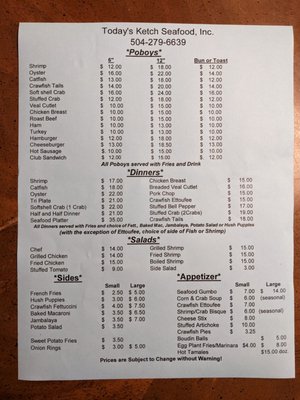 Today's Ketch Seafood, Inc.
504-279-6639
*Poboys*
6" 12" Bun or Toast
Shrimp $ 12.00 $ 18.00 $ 12.00
Oyster $ 16.00 $ 22.00 $ 16.00
Catfish $ 13.00 $ 18.00 $ 12.00
Crawfish Tails $ 14.00 $ 20.00 $ 14.00
Soft shell Crab $ 16.00 $ 24.00 $ 16.00
Stuffed Crab $ 12.00 $ 18.00 $ 12.00
Veal Cutlet $ 10.00 $ 15.00 $ 10.00
Chicken Breast $ 10.00 $ 15.00 $ 10.00
Roast Beef $ 10.00 $ 15.00 $ 10.00
Ham $ 10.00 $ 13.00 $ 10.00
Turkey $ 10.00 $ 13.00 $ 10.00
Hamburger $ 12.00 $ 18.00 $ 12.00
Cheeseburger $ 13.00 $ 18.50 $ 13.50
Hot Sausage $ 10.00 $ 15.00 $ 10.00
Club Sandwich $ 12.00 $ 15.00 $ 12.00
All Poboys served with Fries and Drink
*Dinners*
Shrimp $ 17.00 Chicken Breast $ 15.00
Catfish $ 18.00 Breaded Veal Cutlet $ 16.00
Oyster $ 22.00 Pork Chop $ 15.00
Tri Plate $ 21.00 Crawfish Ettouffee $ 15.00
Softshell Crab (1 Crab) $ 22.00 Stuffed Bell Pepper $ 17.00
Half and Half Dinner $ 21.00 Stuffed Crab (2Crabs) $ 19.00
Seafood Platter $ 35.00 Crawfish Tails $ 18.00
All Dinners served with Fries and choice of Fett., Baked Mac, Jambalaya, Potato Salad or Hush Puppies
(with the exception of Ettouffee, choice of side of Fish or Shrimp)
*Salads*
Chef $ 14.00 Grilled Shrimp $ 15.00
Grilled Chicken $ 14.00 Fried Shrimp $ 15.00
Fried Chicken $ 15.00 Boiled Shrimp $ 15.00
Stuffed Tomato $ 9.00 Side Salad $ 3.00
*Sides* *Appetizer*
Small Large Small Large
French Fries $ 2.50 $ 5.00 Seafood Gumbo $ 7.00 $ 14.00
Hush Puppies $ 3.00 $ 6.00 Corn & Crab Soup $ 6.00 (seasonal)
Crawfish Fettuccini $ 4.00 $ 7.50 Crawfish Ettouffee $ 7.00
Baked Macaroni $ 3.50 $ 6.50 Shrimp/Crab Bisque $ 6.00 (seasonal)
Jambalaya $ 3.50 $ 7.00 Cheese Stix $ 8.00
Potato Salad $ 3.50 Stuffed Artichoke $ 10.00
Crawfish Pies $ 3.25
Sweet Potato Fries $ 3.50 Boudin Balls $ 5.00
Onion Rings $ 3.00 $ 5.00 Egg Plant Fries/Marinara $4.00 $ 8.00
Hot Tamales $15.00 doz.
Prices are Subject to Change without Warning!